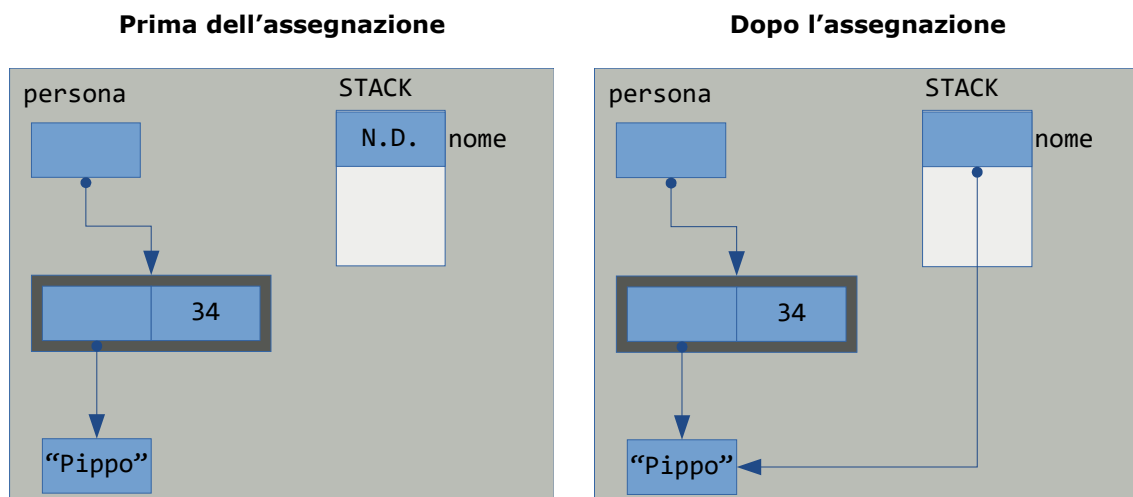 Prima dell’assegnazione
persona
STACK
N.D.
nome
34
“Pippo”
Dopo l’assegnazione
persona
STACK
nome
34
“Pippo”